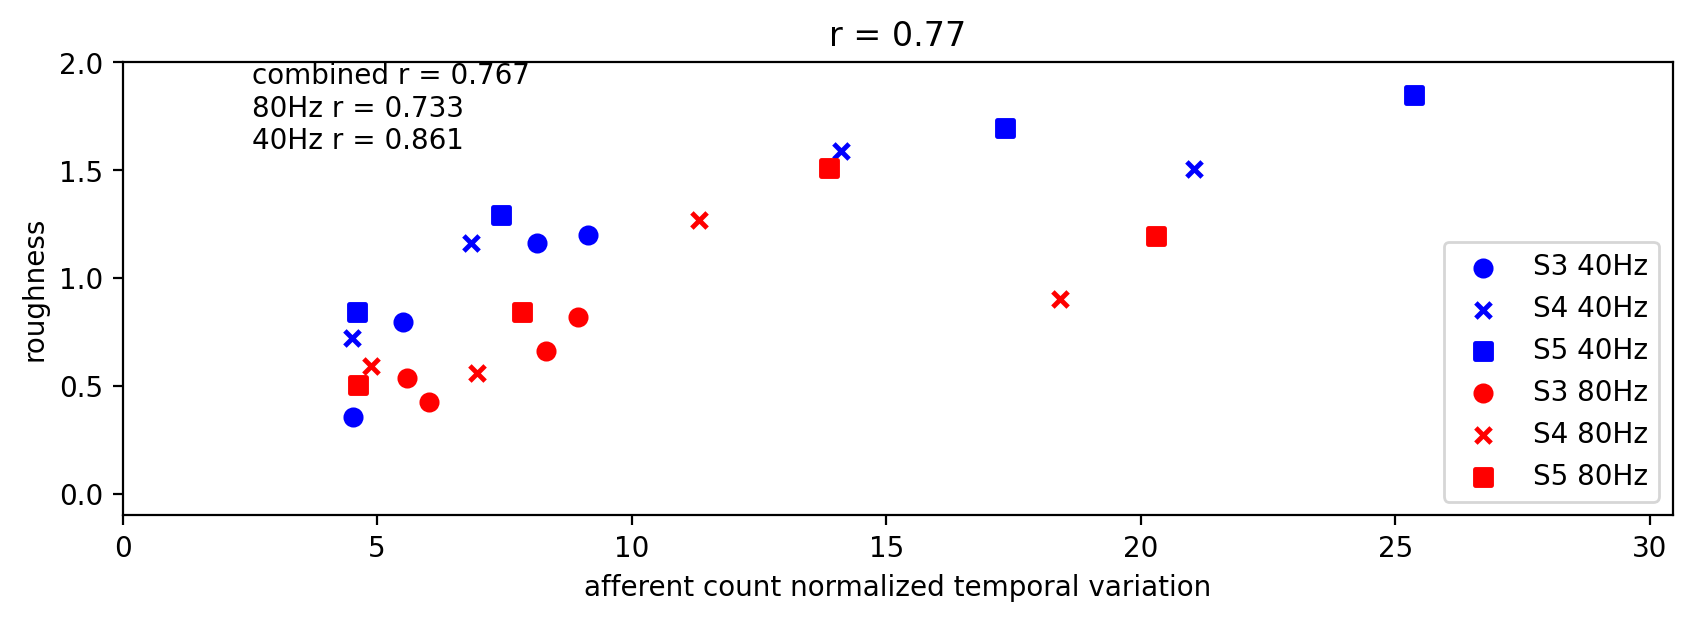 r = 0.77
combined r = 0.767
80Hz r = 0.733
40Hz r = 0.861
2.0
1.5
1.0
0.5
0.0
roughness
S3 40Hz
S4 40Hz
S5 40Hz
S3 80Hz
S4 80Hz
S5 80Hz
0 5 10 15 20 25 30
afferent count normalized temporal variation